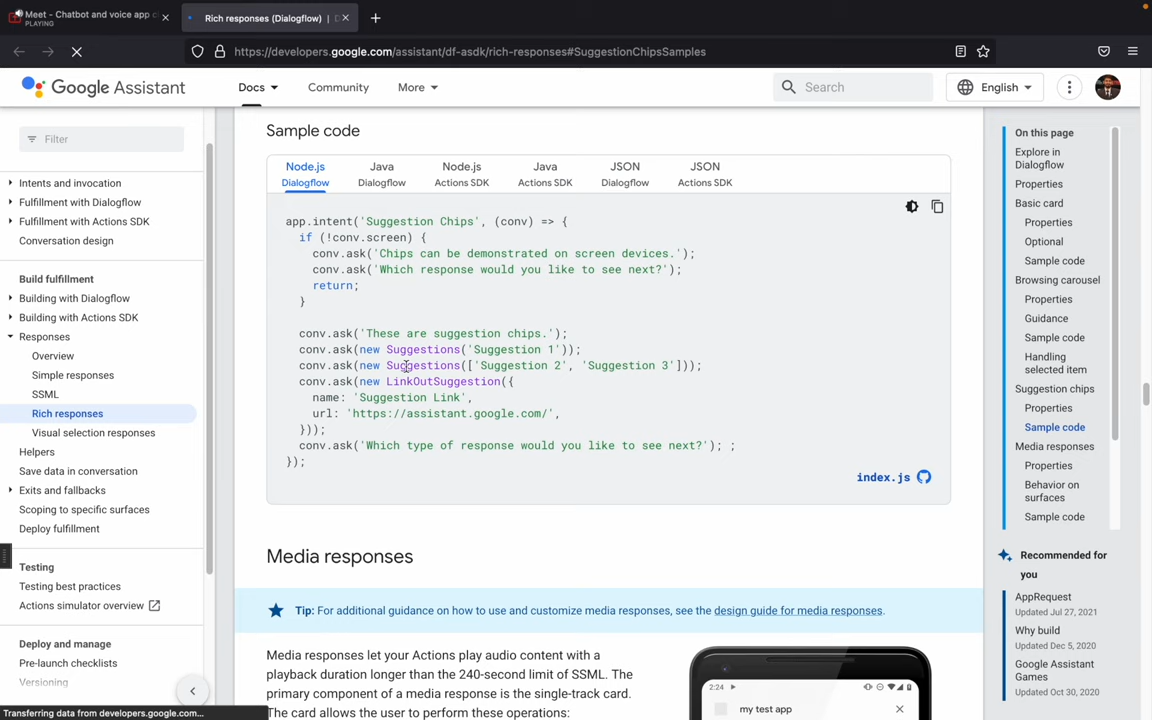 Meet - Chatbot and voice app
PLAYING
Rich responses (Dialogflow) |
https://developers.google.com/assistant/df-asdk/rich-responses#SuggestionChipsSamples
Google Assistant
Docs
Community
More
Search
English
Filter
Intents and invocation
Fulfillment with Dialogflow
Fulfillment with Actions SDK
Conversation design
Build fulfillment
Building with Dialogflow
Building with Actions SDK
Responses
Overview
Simple responses
SSML
Rich responses
Visual selection responses
Helpers
Save data in conversation
Exits and fallbacks
Scoping to specific surfaces
Deploy fulfillment
Testing
Testing best practices
Actions simulator overview
Deploy and manage
Pre-launch checklists
Versioning
Transferring data from developers.google.com...
Sample code
Node.js Java Node.js Java JSON JSON
Dialogflow Dialogflow Actions SDK Actions SDK Dialogflow Actions SDK
app.intent('Suggestion Chips', (conv) => {
if (!conv.screen) {
conv.ask('Chips can be demonstrated on screen devices.');
conv.ask('Which response would you like to see next?');
return;
}
conv.ask('These are suggestion chips.');
conv.ask(new Suggestions('Suggestion 1'));
conv.ask(new Suggestions(['Suggestion 2', 'Suggestion 3']));
conv.ask(new LinkOutSuggestion({
name: 'Suggestion Link',
url: 'https://assistant.google.com/',
}));
conv.ask('Which type of response would you like to see next?'); ;
});
index.js
Media responses
Tip: For additional guidance on how to use and customize media responses, see the design guide for media responses.
Media responses let your Actions play audio content with a
playback duration longer than the 240-second limit of SSML. The
primary component of a media response is the single-track card.
The card allows the user to perform these operations:
2:24
my test app
On this page
Explore in
Dialogflow
Properties
Basic card
Properties
Optional
Sample code
Browsing carousel
Properties
Guidance
Sample code
Handling
selected item
Suggestion chips
Properties
Sample code
Media responses
Properties
Behavior on
surfaces
Sample code
Recommended for
you
AppRequest
Updated Jul 27, 2021
Why build
Updated Dec 5, 2020
Google Assistant
Games
Updated Oct 30, 2020